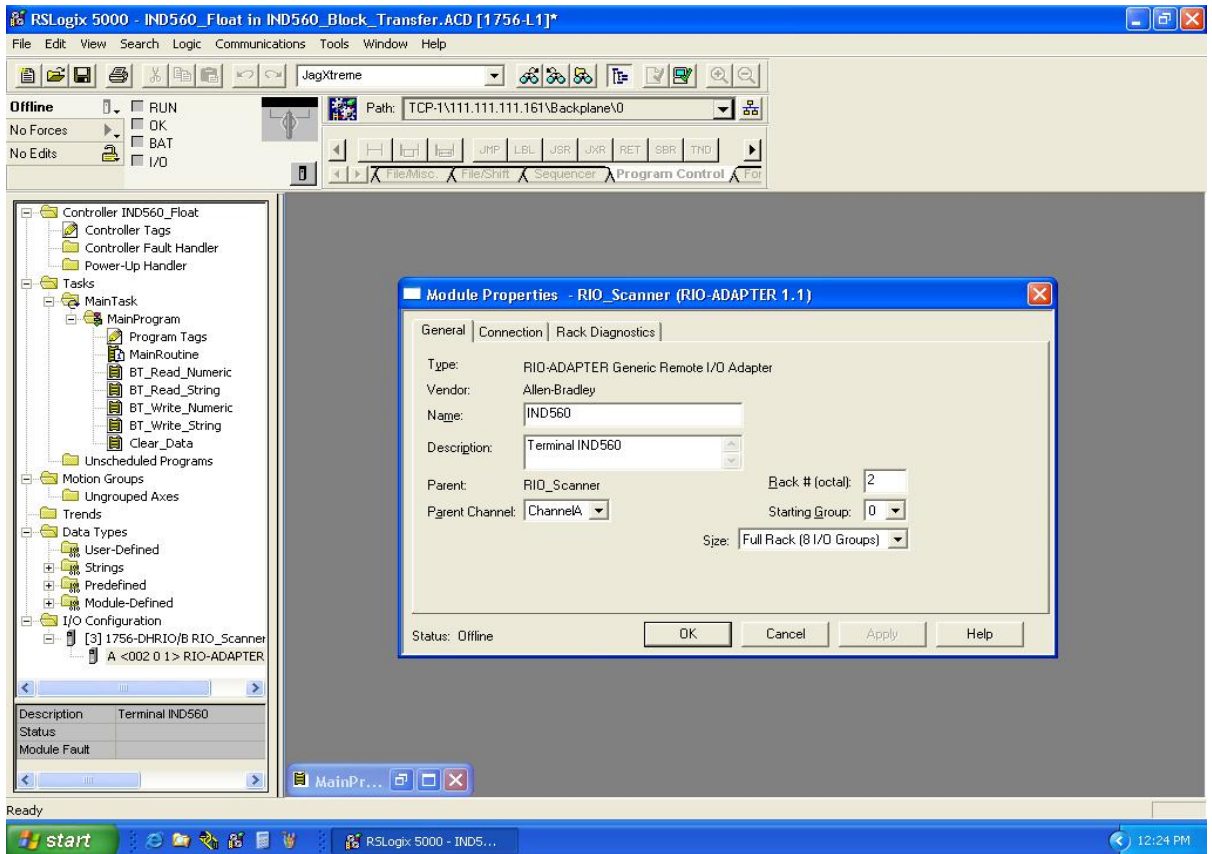 RSLogix 5000 - IND560_Float in IND560_Block_Transfer.ACD [1756-L1]*
File Edit View Search Logic Communications Tools Window Help
JagXtreme
Offline
RUN
No Forces
OK
BAT
No Edits
I/O
Path: TCP-1\111.111.111.161\Backplane\0
JMP LBL JSR JXR RET SBR TND
File/Misc. File/Shift Sequencer Program Control For
Controller IND560_Float
Controller Tags
Controller Fault Handler
Power-Up Handler
Tasks
MainTask
MainProgram
Program Tags
MainRoutine
BT_Read_Numeric
BT_Read_String
BT_Write_Numeric
BT_Write_String
Clear_Data
Unscheduled Programs
Motion Groups
Ungrouped Axes
Trends
Data Types
User-Defined
Strings
Predefined
Module-Defined
I/O Configuration
[3] 1756-DHRIO/B RIO_Scanner
A <002 0 1> RIO-ADAPTER
Description Terminal IND560
Status
Module Fault
Module Properties - RIO_Scanner (RIO-ADAPTER 1.1)
General Connection Rack Diagnostics
Type: RIO-ADAPTER Generic Remote I/O Adapter
Vendor: Allen-Bradley
Name: IND560
Description: Terminal IND560
Parent: RIO_Scanner Rack # (octal): 2
Parent Channel: ChannelA Starting Group: 0
Size: Full Rack (8 I/O Groups)
Status: Offline OK Cancel Apply Help
MainPr...
Ready
start RSLogix 5000 - IND5... 12:24 PM